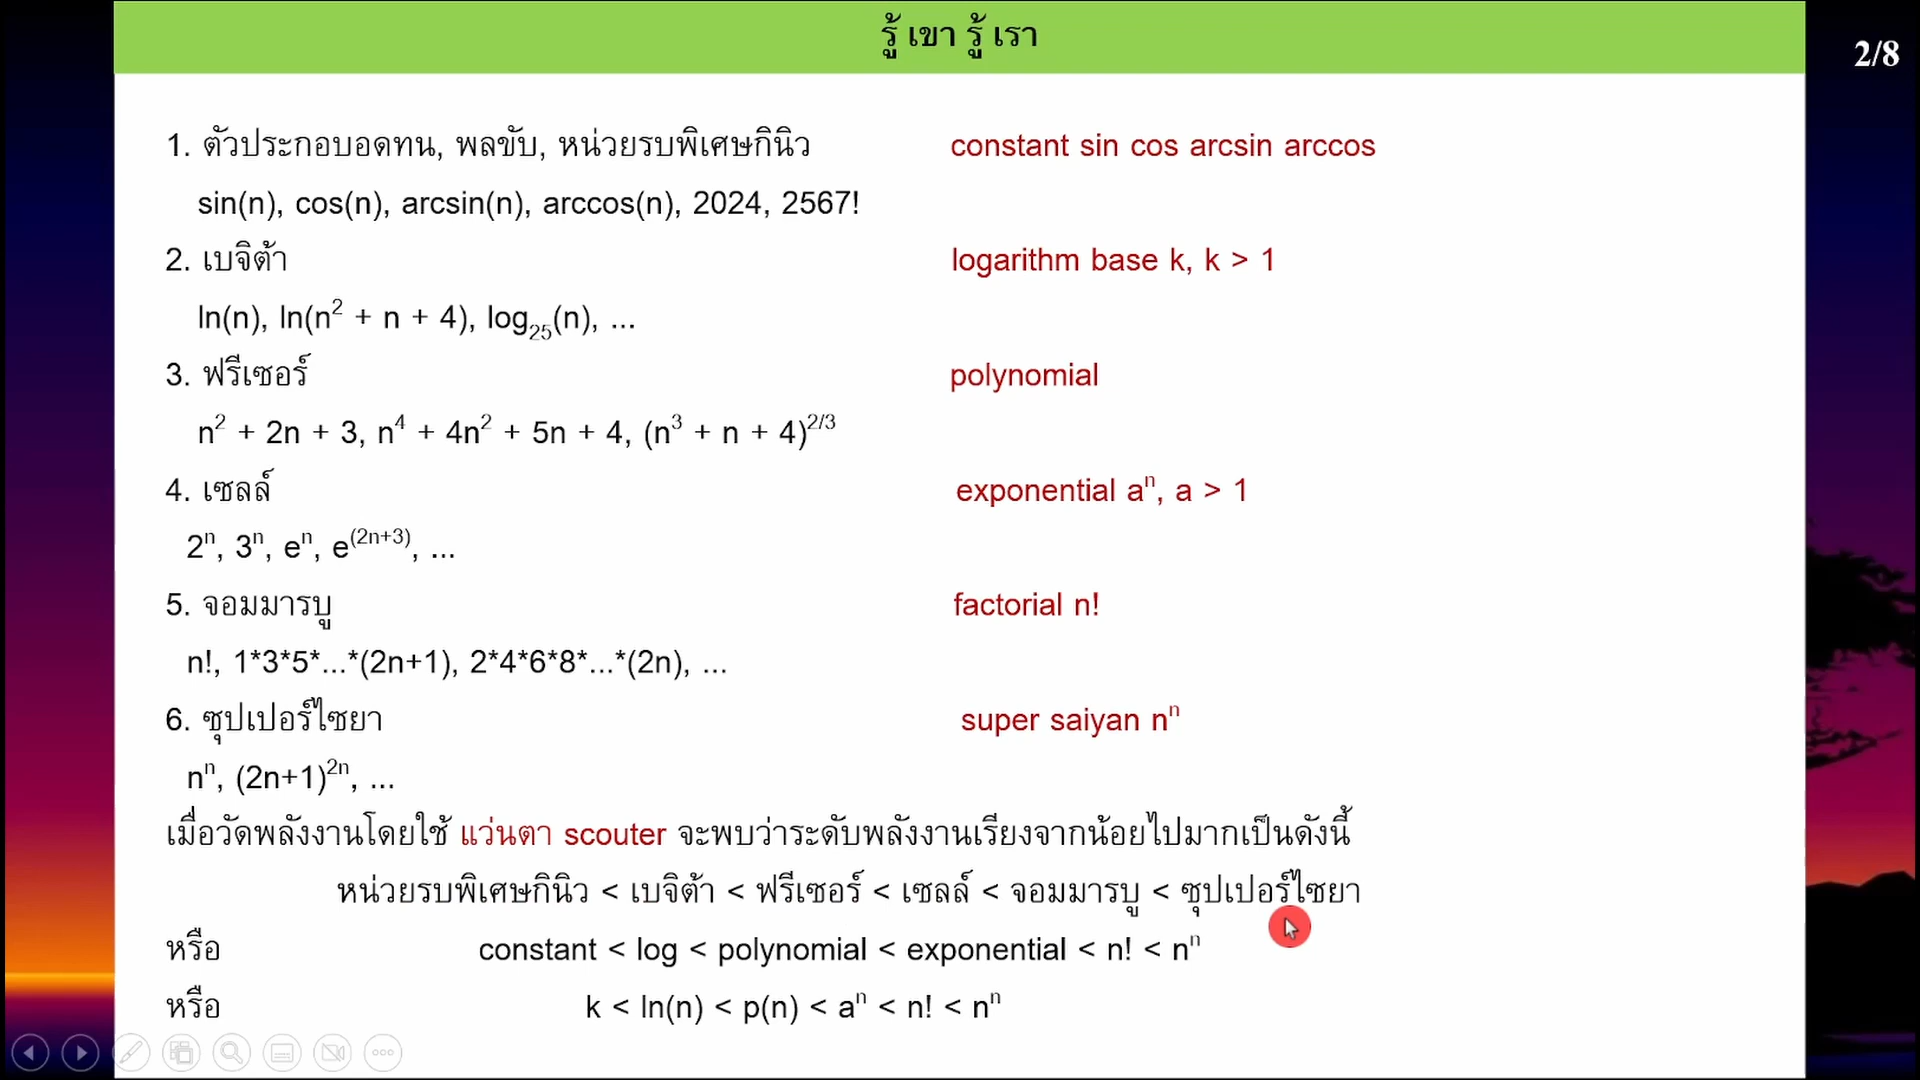 รู้ เขา รู้ เรา
2/8
1. ตัวประกอบอดทน, พลขับ, หน่วยรบพิเศษกินิว constant sin cos arcsin arccos
sin(n), cos(n), arcsin(n), arccos(n), 2024, 2567!
2. เบจิต้า logarithm base k, k > 1
ln(n), ln(n² + n + 4), log₂₅(n), ...
3. ฟรีเซอร์ polynomial
n² + 2n + 3, n⁴ + 4n² + 5n + 4, (n³ + n + 4)²ᐟ³
4. เซลล์ exponential aⁿ, a > 1
2ⁿ, 3ⁿ, eⁿ, e⁽²ⁿ⁺³⁾, ...
5. จอมมารบู factorial n!
n!, 1*3*5*...*(2n+1), 2*4*6*8*...*(2n), ...
6. ซุปเปอร์ไซยา super saiyan nⁿ
nⁿ, (2n+1)²ⁿ, ...
เมื่อวัดพลังงานโดยใช้ แว่นตา scouter จะพบว่าระดับพลังงานเรียงจากน้อยไปมากเป็นดังนี้
หน่วยรบพิเศษกินิว < เบจิต้า < ฟรีเซอร์ < เซลล์ < จอมมารบู < ซุปเปอร์ไซยา
หรือ constant < log < polynomial < exponential < n! < nⁿ
หรือ k < ln(n) < p(n) < aⁿ < n! < nⁿ